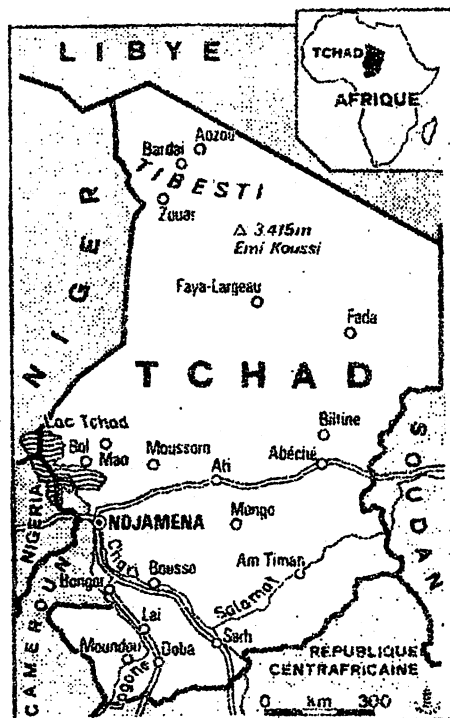 LIBYE
TCHAD
AFRIQUE
Aozou
Bardai
TIBESTI
Zouar
△ 3.415m
Emi Koussi
NIGER
Faya-Largeau
Fada
TCHAD
Lac Tchad
Biltine
Bol
Mao
Moussoro
Ati
Abéché
SOUDAN
NIGERIA
NDJAMENA
Mongo
Chari
Am Timan
Bongor
Bousso
Salamat
CAMEROUN
Lai
Sarh
Moundou
Doba
Logone
RÉPUBLIQUE
CENTRAFRICAINE
0 km 300